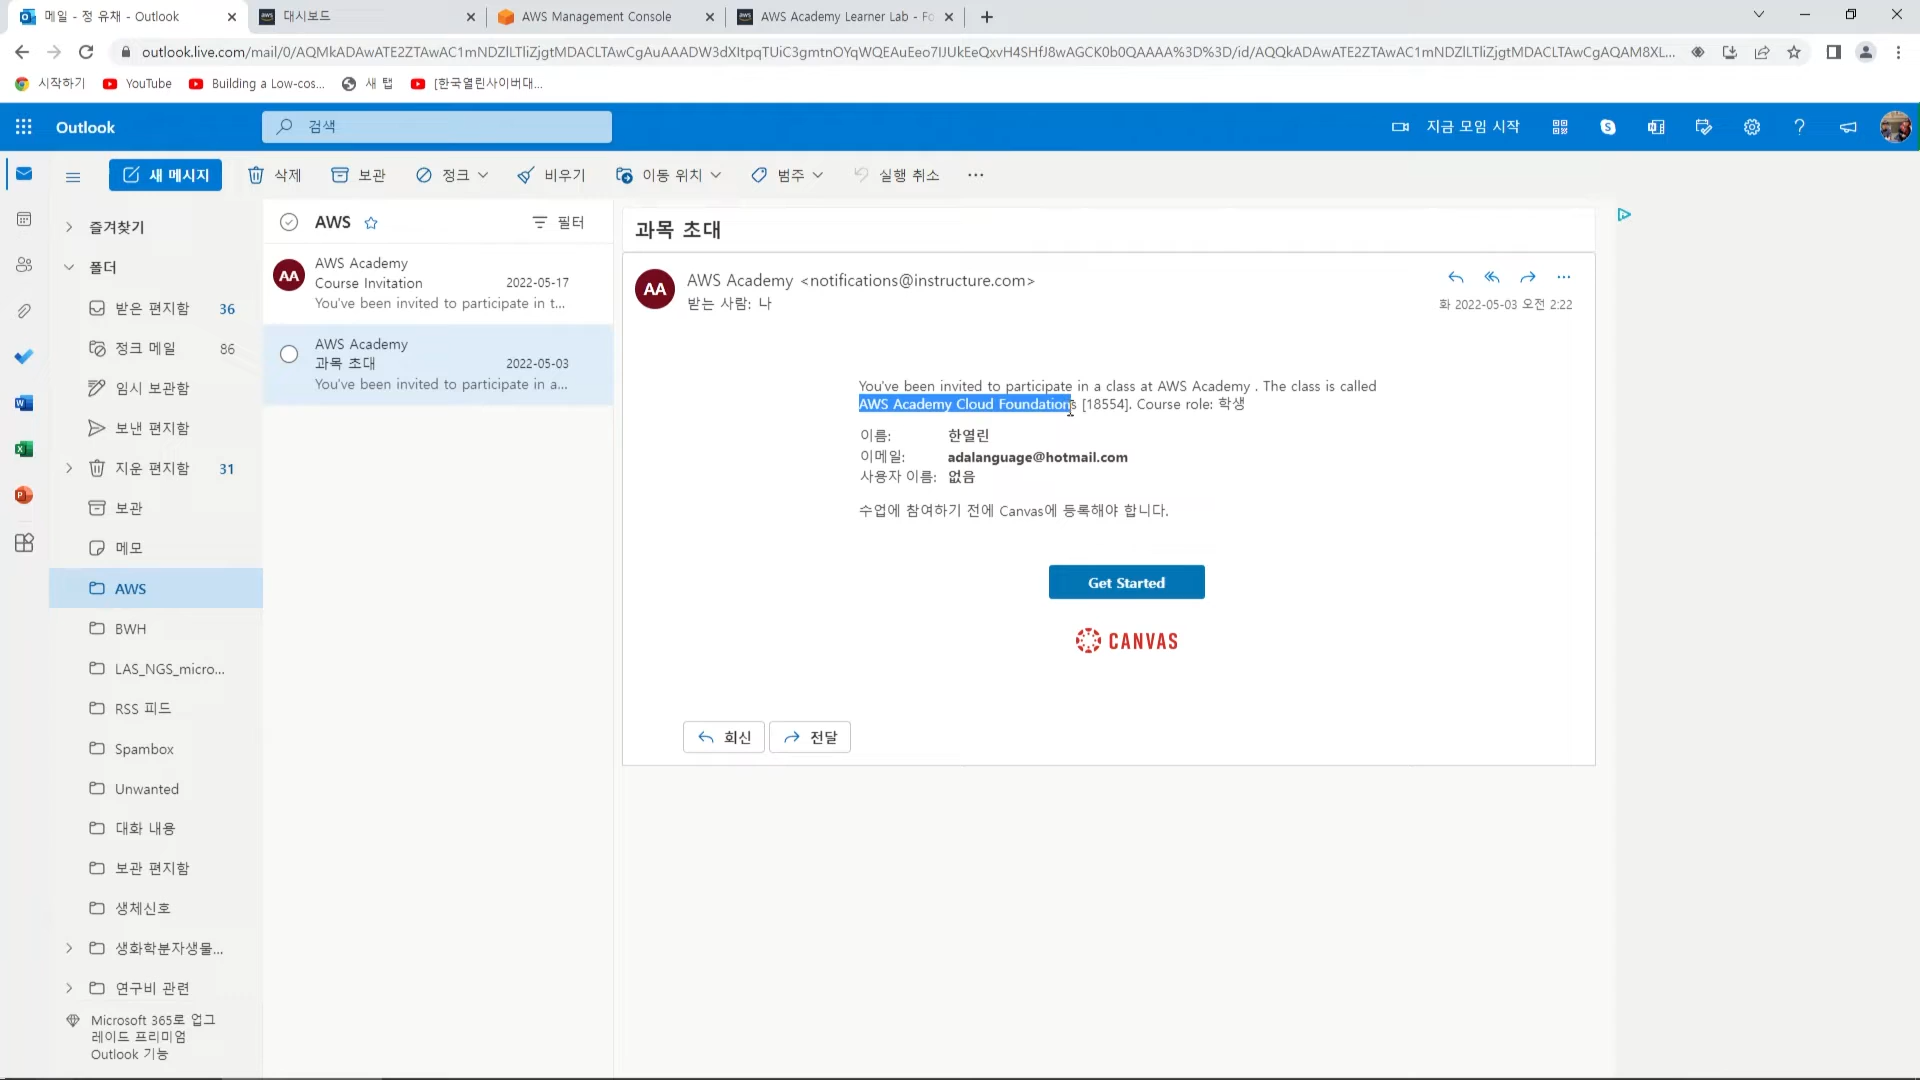 메일 - 정 유채 - Outlook
대시보드
AWS Management Console
AWS Academy Learner Lab - Fo
outlook.live.com/mail/0/AQMkADAwATE2ZTAwAC1mNDZlLTliZjgtMDACLTAwCgAuAAADW3dXItpqTUiC3gmtnOYqWQEAuEeo7IJUkEeQxvH4SHfJ8wAGCK0b0QAAAA%3D%3D/id/AQQkADAwATE2ZTAwAC1mNDZlLTliZjgtMDACLTAwCgAQAM8XL...
시작하기
YouTube
Building a Low-cos...
새 탭
[한국열린사이버대...
Outlook
검색
지금 모임 시작
새 메시지
삭제
보관
정크
비우기
이동 위치
범주
실행 취소
즐겨찾기
폴더
받은 편지함 36
정크 메일 86
임시 보관함
보낸 편지함
지운 편지함 31
보관
메모
AWS
BWH
LAS_NGS_micro...
RSS 피드
Spambox
Unwanted
대화 내용
보관 편지함
생체신호
생화학분자생물...
연구비 관련
Microsoft 365로 업그
레이드 프리미엄
Outlook 기능
AWS
필터
AA
AWS Academy
Course Invitation 2022-05-17
You've been invited to participate in t...
AWS Academy
과목 초대 2022-05-03
You've been invited to participate in a...
과목 초대
AA
AWS Academy <notifications@instructure.com>
받는 사람: 나
화 2022-05-03 오전 2:22
You've been invited to participate in a class at AWS Academy . The class is called
AWS Academy Cloud Foundations [18554]. Course role: 학생
이름: 한열린
이메일: adalanguage@hotmail.com
사용자 이름: 없음
수업에 참여하기 전에 Canvas에 등록해야 합니다.
Get Started
CANVAS
회신
전달